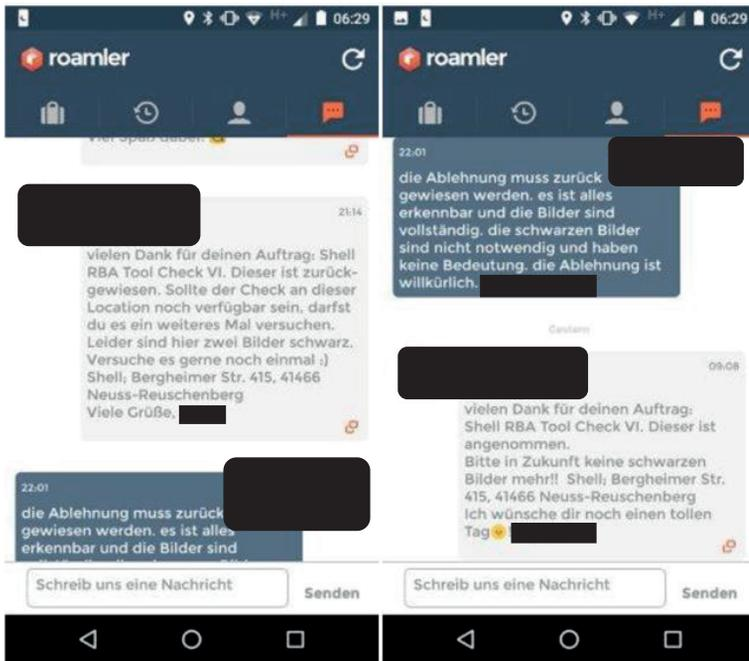 06:29
roamler
Viel Spaß dabei!
21:14
vielen Dank für deinen Auftrag: Shell
RBA Tool Check VI. Dieser ist zurück-
gewiesen. Sollte der Check an dieser
Location noch verfügbar sein, darfst
du es ein weiteres Mal versuchen.
Leider sind hier zwei Bilder schwarz.
Versuche es gerne noch einmal :)
Shell; Bergheimer Str. 415, 41466
Neuss-Reuschenberg
Viele Grüße,
22:01
die Ablehnung muss zurück
gewiesen werden. es ist alles
erkennbar und die Bilder sind
Schreib uns eine Nachricht
Senden
H+ 06:29
roamler
22:01
die Ablehnung muss zurück
gewiesen werden. es ist alles
erkennbar und die Bilder sind
vollständig. die schwarzen Bilder
sind nicht notwendig und haben
keine Bedeutung. die Ablehnung ist
willkürlich.
Gestern
09:08
vielen Dank für deinen Auftrag:
Shell RBA Tool Check VI. Dieser ist
angenommen.
Bitte in Zukunft keine schwarzen
Bilder mehr!! Shell; Bergheimer Str.
415, 41466 Neuss-Reuschenberg
Ich wünsche dir noch einen tollen
Tag🙂!
Schreib uns eine Nachricht
Senden